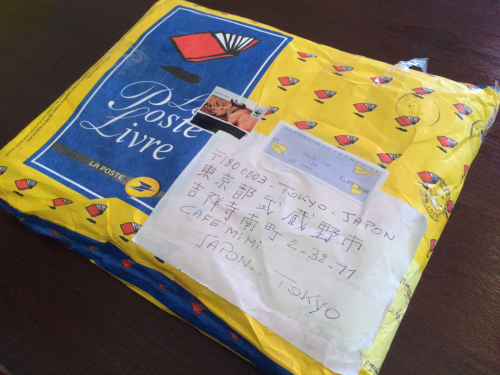 La
Poste
Livre
LA POSTE
〒180 0003 - TOKYO - JAPON
東京都武蔵野市
吉祥寺南町 2-32-11
CAFE MiMi
JAPON - TOKYO